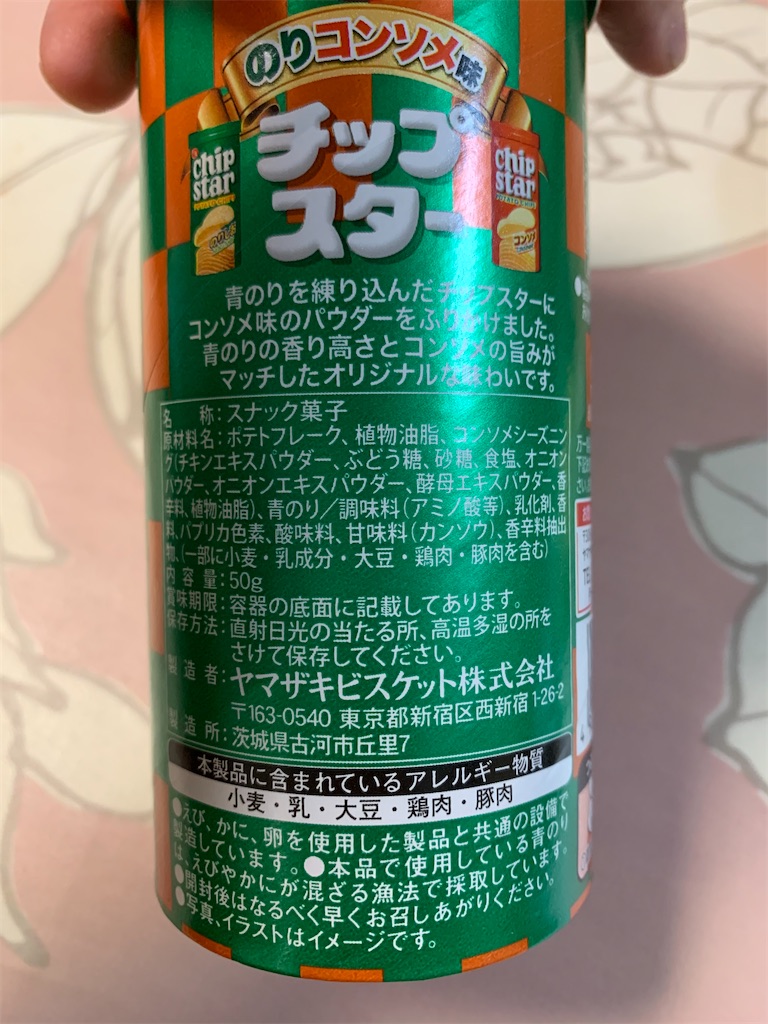 のりコンソメ味
チップ
スター
chip
star
POTATO CHIPS
のりしお
chip
star
POTATO CHIPS
コンソメ
青のりを練り込んだチップスターに
コンソメ味のパウダーをふりかけました。
青のりの香り高さとコンソメの旨みが
マッチしたオリジナルな味わいです。
名 称:スナック菓子
原材料名:ポテトフレーク、植物油脂、コンソメシーズニン
グ(チキンエキスパウダー、ぶどう糖、砂糖、食塩、オニオン
パウダー、オニオンエキスパウダー、酵母エキスパウダー、香
辛料、植物油脂)、青のり/調味料(アミノ酸等)、乳化剤、香
料、パプリカ色素、酸味料、甘味料(カンゾウ)、香辛料抽出
物、(一部に小麦・乳成分・大豆・鶏肉・豚肉を含む)
内容量:50g
賞味期限:容器の底面に記載してあります。
保存方法:直射日光の当たる所、高温多湿の所を
さけて保存してください。
製造者:ヤマザキビスケット株式会社
〒163-0540 東京都新宿区西新宿1-26-2
製造所:茨城県古河市丘里7
本製品に含まれているアレルギー物質
小麦・乳・大豆・鶏肉・豚肉
●えび、かに、卵を使用した製品と共通の設備で
製造しています。●本品で使用している青のり
は、えびやかにが混ざる漁法で採取しています。
●開封後はなるべく早くお召しあがりください。
●写真、イラストはイメージです。